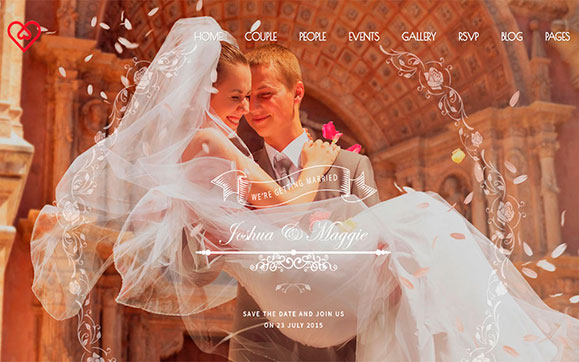 HOME COUPLE PEOPLE EVENTS GALLERY RSVP BLOG PAGES
WE'RE GETTING MARRIED
Joshua & Maggie
SAVE THE DATE AND JOIN US
ON 23 JULY 2015